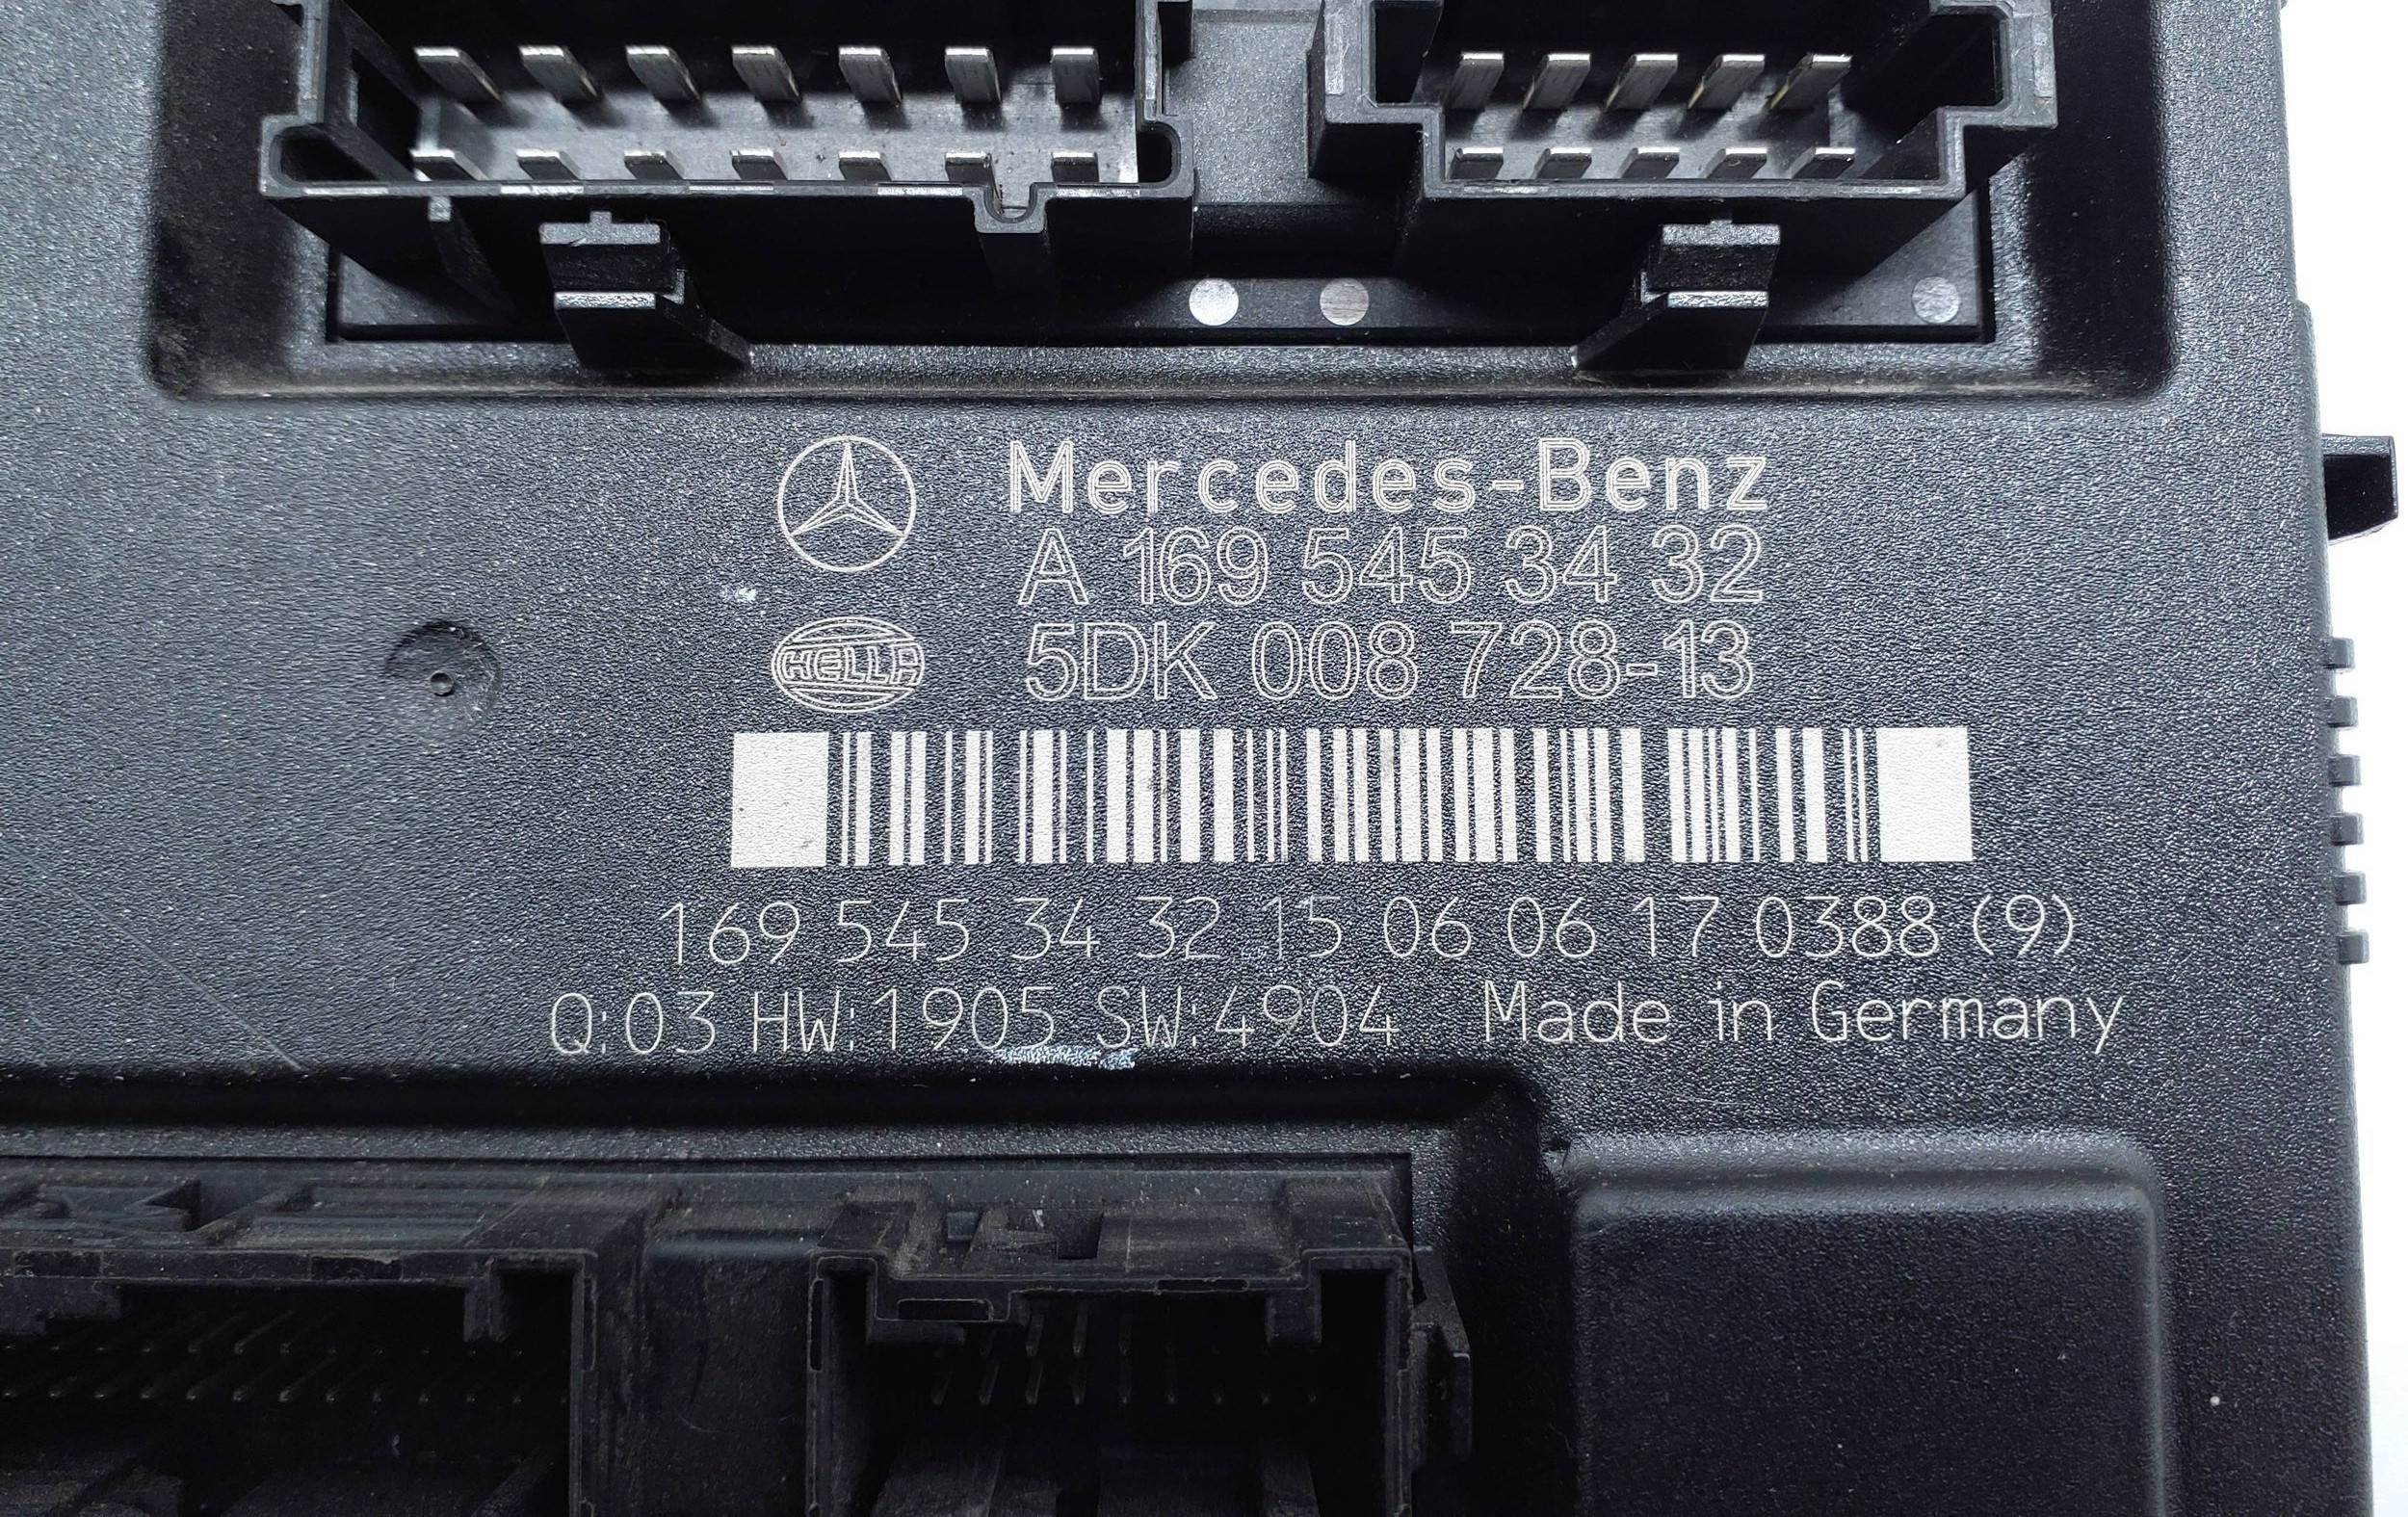 Mercedes-Benz
A 169 545 34 32
HELLA
5DK 008 728-13
169 545 34 32 15 06 06 17 0388 (9)
Q:03 HW:1905 SW:4904 Made in Germany